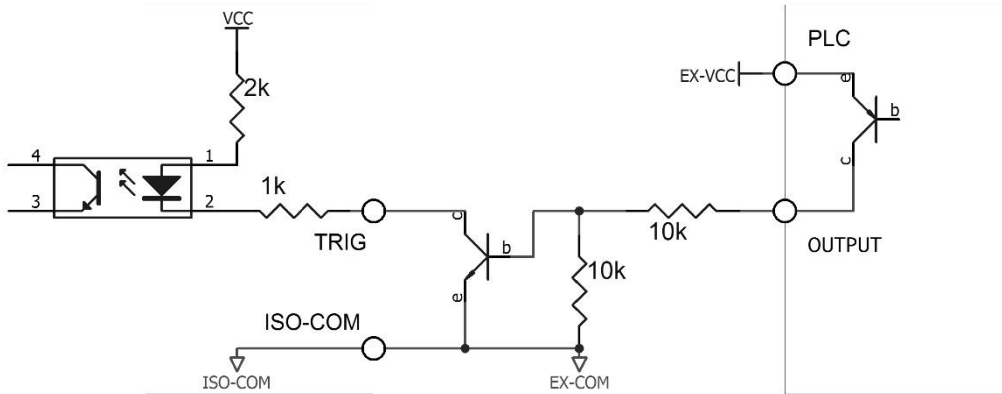 VCC
PLC
EX-VCC
e
b
c
2k
4
1
3
2
1k
TRIG
c
b
e
10k
10k
OUTPUT
ISO-COM
ISO-COM
EX-COM